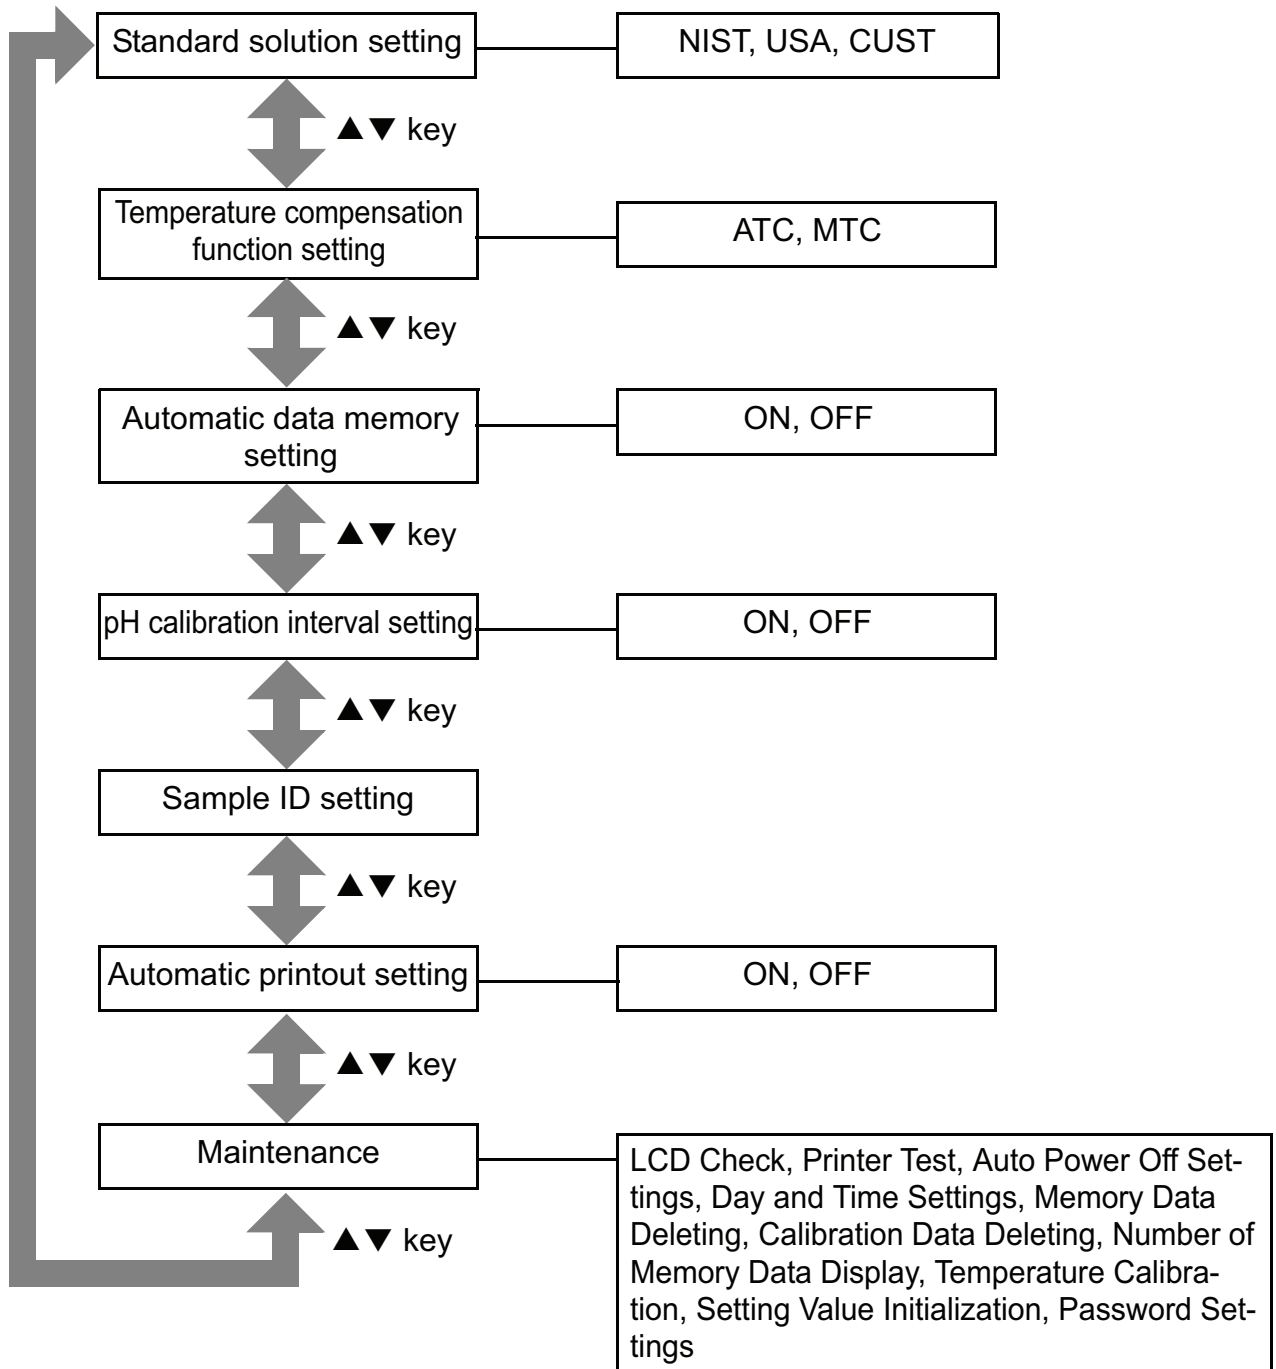 Standard solution setting
NIST, USA, CUST
▲▼ key
Temperature compensation
function setting
ATC, MTC
▲▼ key
Automatic data memory
setting
ON, OFF
▲▼ key
pH calibration interval setting
ON, OFF
▲▼ key
Sample ID setting
▲▼ key
Automatic printout setting
ON, OFF
▲▼ key
Maintenance
LCD Check, Printer Test, Auto Power Off Set-
tings, Day and Time Settings, Memory Data
Deleting, Calibration Data Deleting, Number of
Memory Data Display, Temperature Calibra-
tion, Setting Value Initialization, Password Set-
tings
▲▼ key